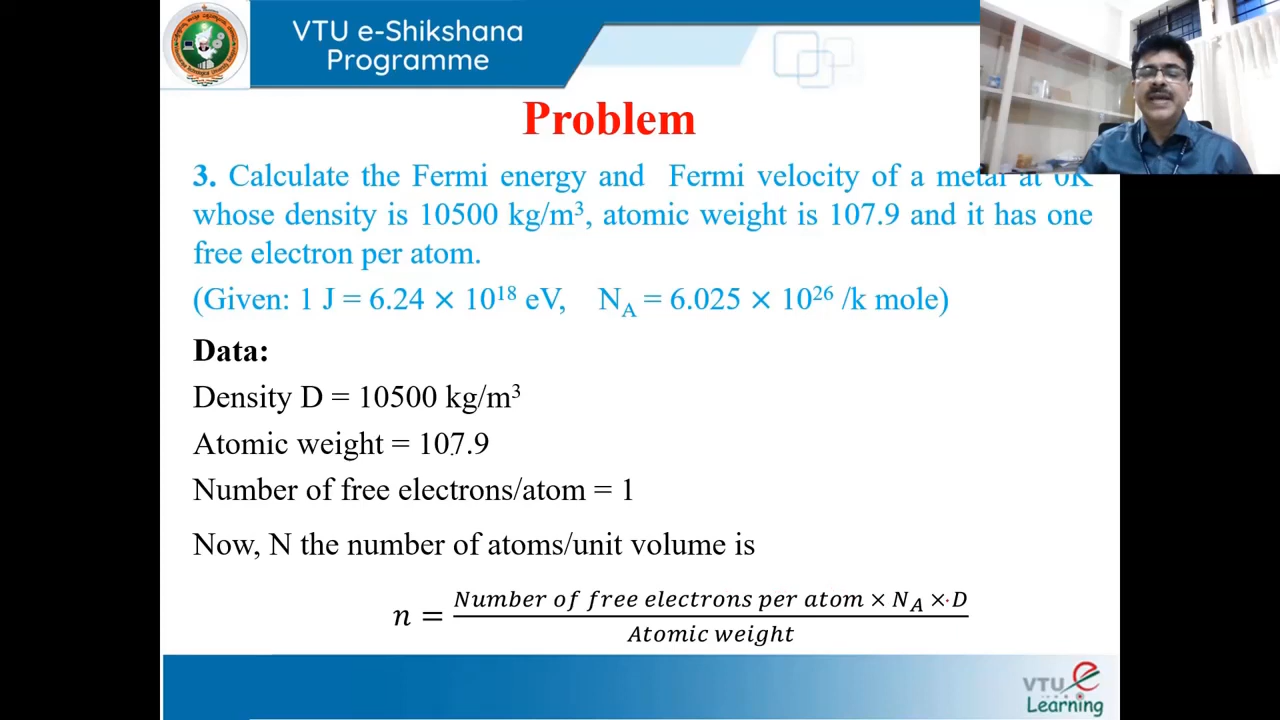 VTU e-Shikshana
Programme
Problem
3. Calculate the Fermi energy and Fermi velocity of a metal at 0K
whose density is 10500 kg/m³, atomic weight is 107.9 and it has one
free electron per atom.
(Given: 1 J = 6.24 × 10¹⁸ eV, N_A = 6.025 × 10²⁶ /k mole)
Data:
Density D = 10500 kg/m³
Atomic weight = 107.9
Number of free electrons/atom = 1
Now, N the number of atoms/unit volume is
n = Number of free electrons per atom × N_A × D
Atomic weight
VTU e
Learning